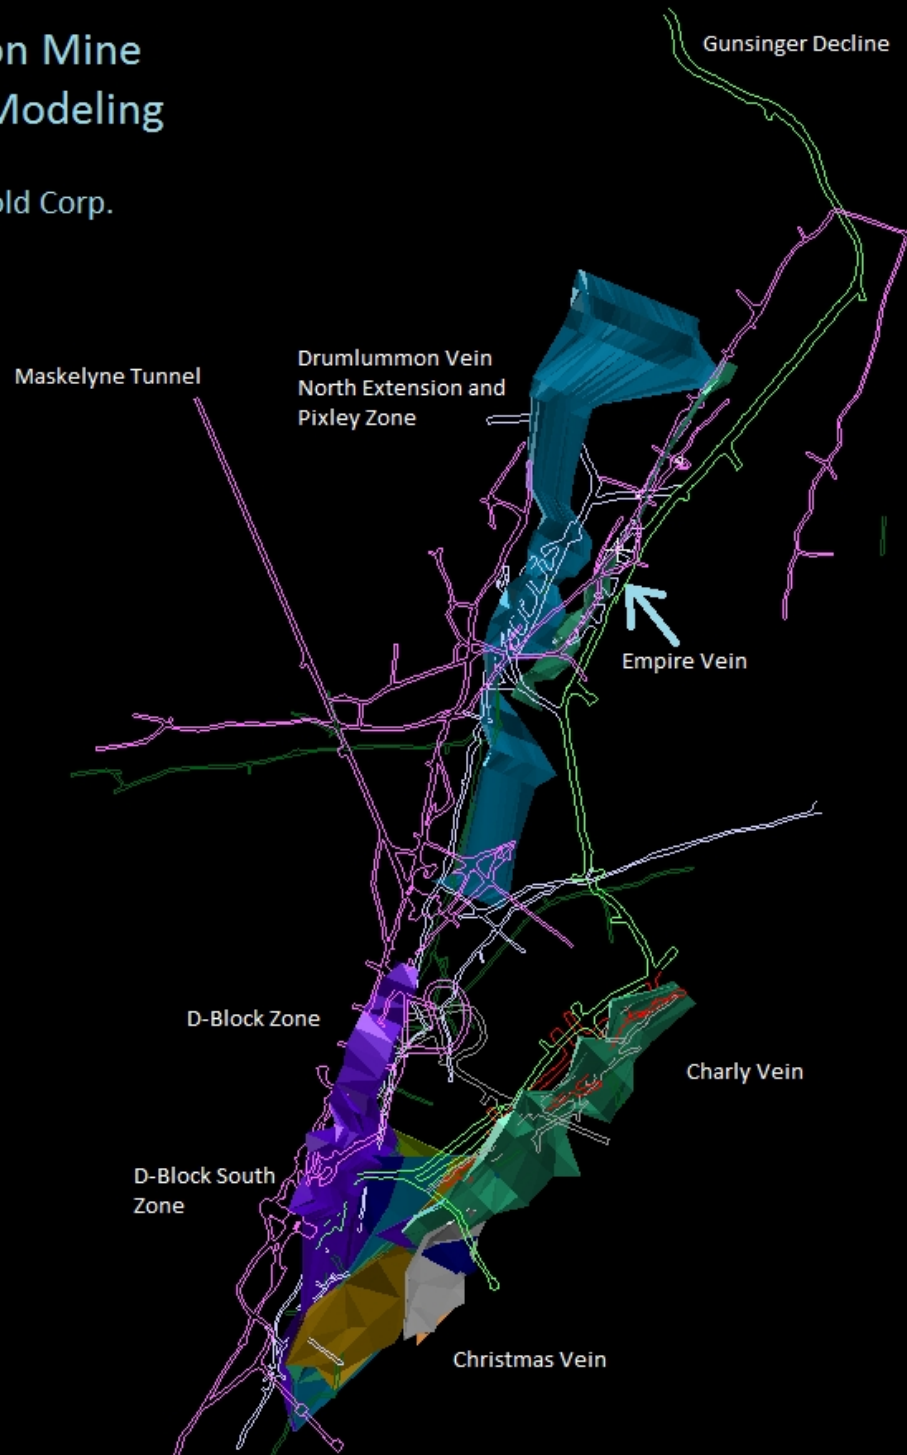 on Mine
Modeling
old Corp.
Gunsinger Decline
Maskelyne Tunnel
Drumlummon Vein
North Extension and
Pixley Zone
Empire Vein
D-Block Zone
Charly Vein
D-Block South
Zone
Christmas Vein